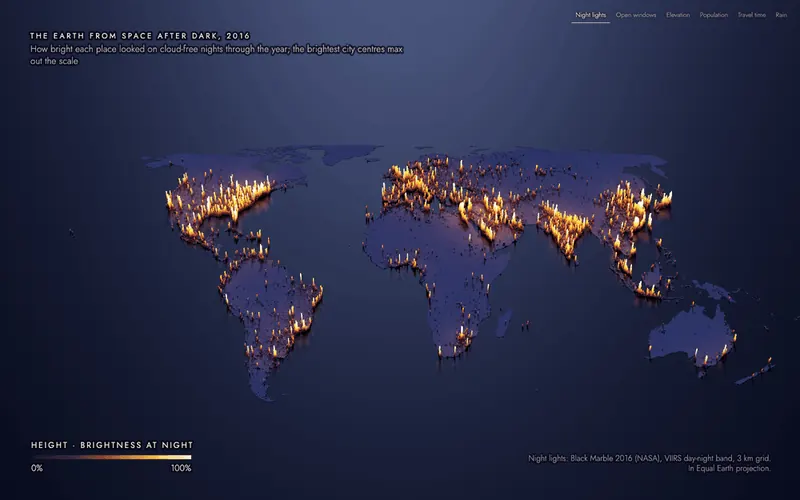 Night lights Open windows Elevation Population Travel time Rain
THE EARTH FROM SPACE AFTER DARK, 2016
How bright each place looked on cloud-free nights through the year; the brightest city centres max
out the scale
HEIGHT · BRIGHTNESS AT NIGHT
0% 100%
Night lights: Black Marble 2016 (NASA), VIIRS day-night band, 3 km grid.
In Equal Earth projection.